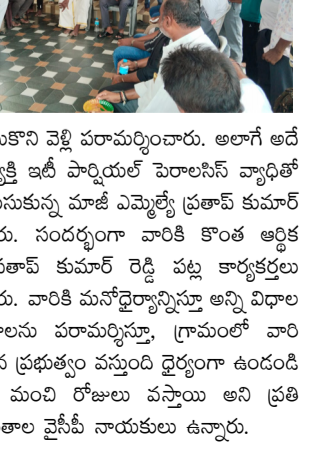 కొని వెళ్లి పరామర్శించారు. అలాగే అదే
ఇటీ పార్శియల్ పెరాలసిస్ వ్యాధితో
మాజీ ఎమ్మెల్యే ప్రతాప్ కుమార్
సందర్భంగా వారికి కొంత ఆర్థిక
కుమార్ రెడ్డి పట్ల కార్యకర్తలు
వారికి మనోధైర్యాన్నిస్తూ అన్ని విధాల
పరామర్శిస్తూ, గ్రామంలో వారి
ప్రభుత్వం వస్తుంది ధైర్యంగా ఉండండి
మంచి రోజులు వస్తాయి అని ప్రతి
వైసీపీ నాయకులు ఉన్నారు.